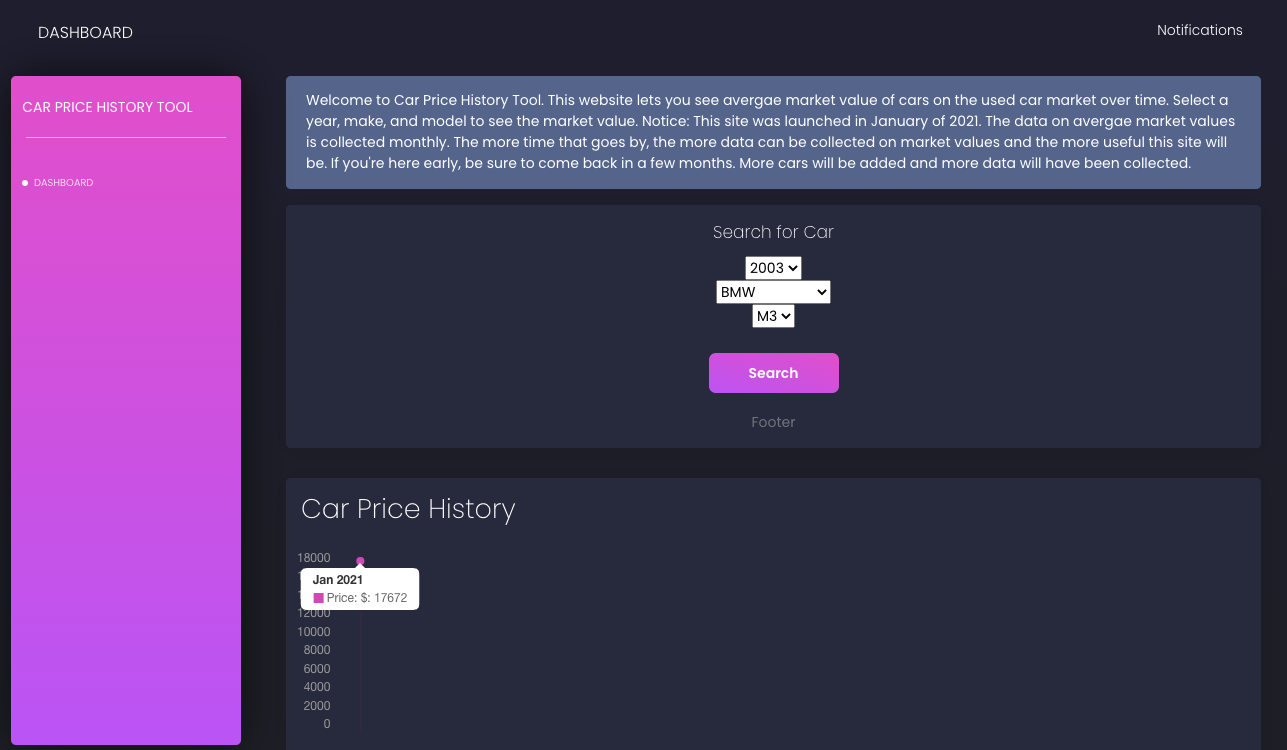 DASHBOARD
Notifications
CAR PRICE HISTORY TOOL
DASHBOARD
Welcome to Car Price History Tool. This website lets you see avergae market value of cars on the used car market over time. Select a
year, make, and model to see the market value. Notice: This site was launched in January of 2021. The data on avergae market values
is collected monthly. The more time that goes by, the more data can be collected on market values and the more useful this site will
be. If you're here early, be sure to come back in a few months. More cars will be added and more data will have been collected.
Search for Car
2003
BMW
M3
Search
Footer
Car Price History
18000
Jan 2021
Price: $: 17672
12000
10000
8000
6000
4000
2000
0